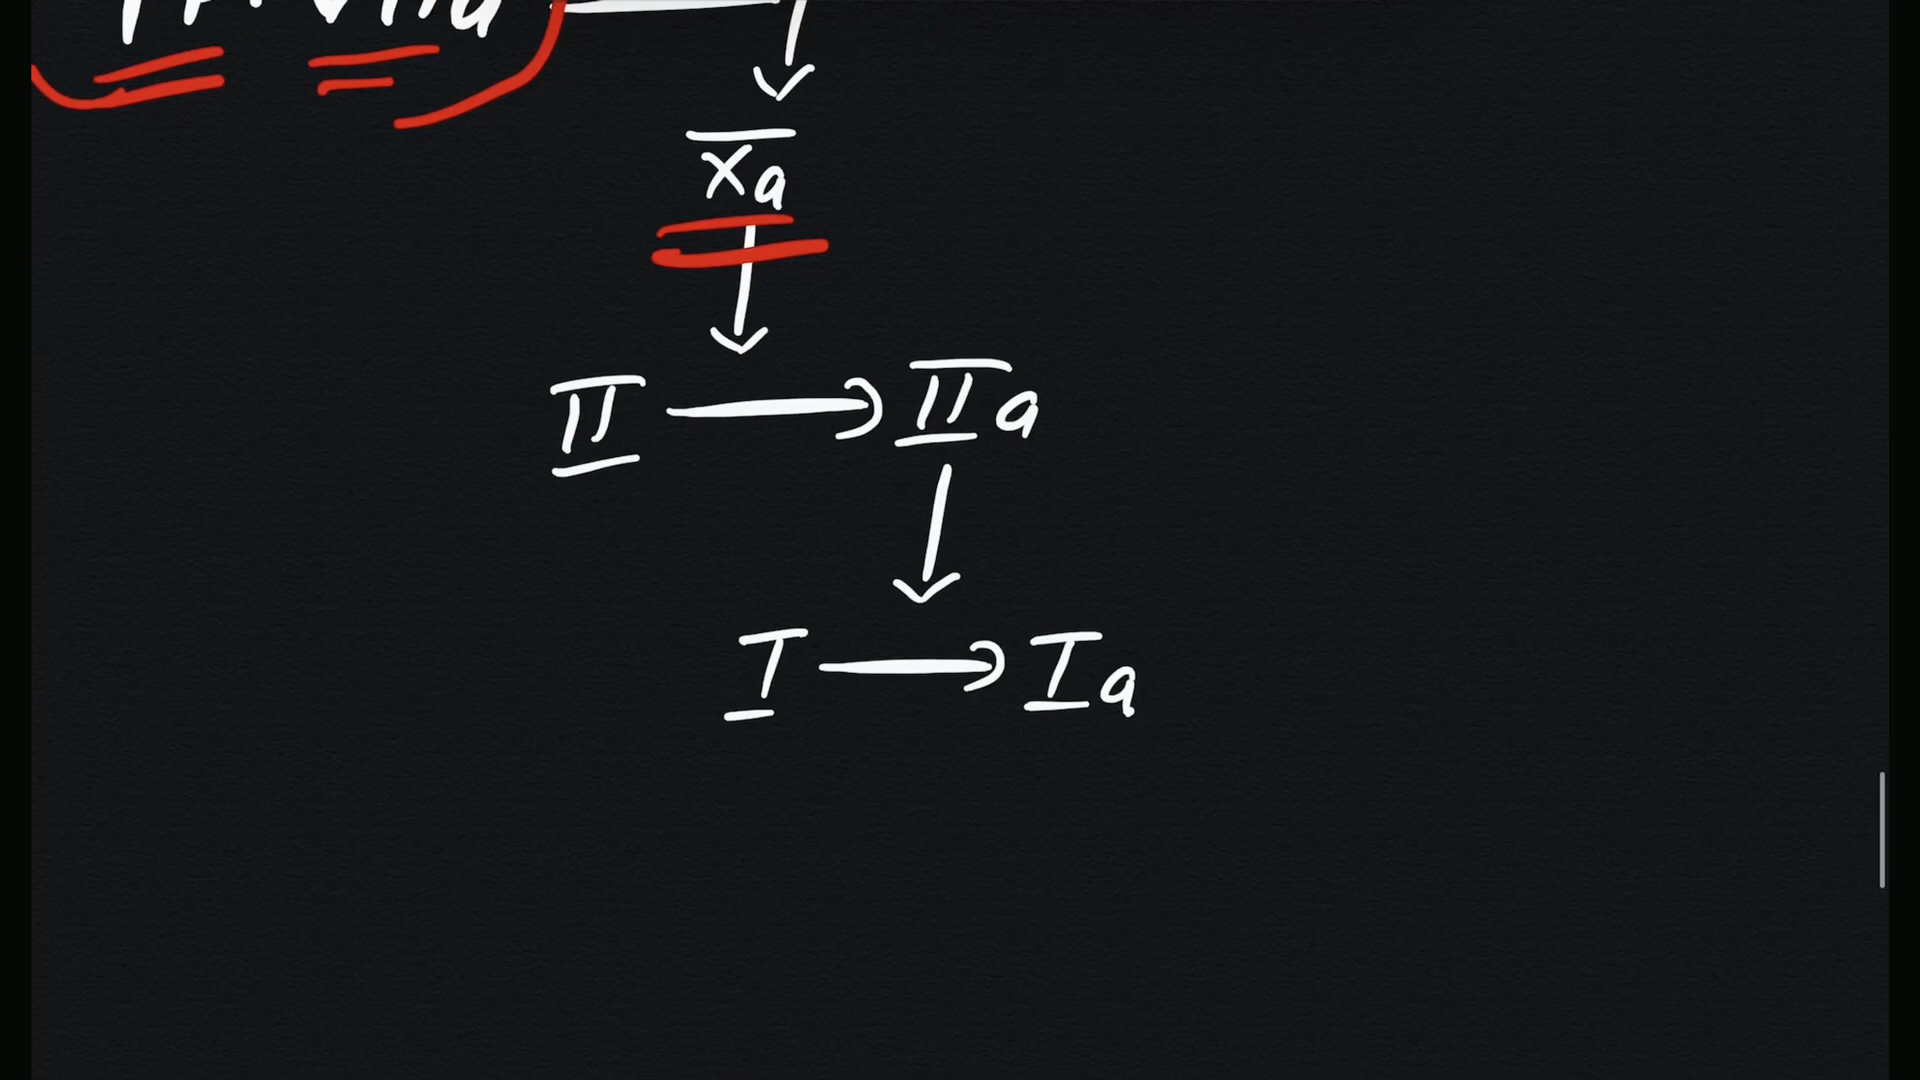 Xa
II → IIa
I → Ia